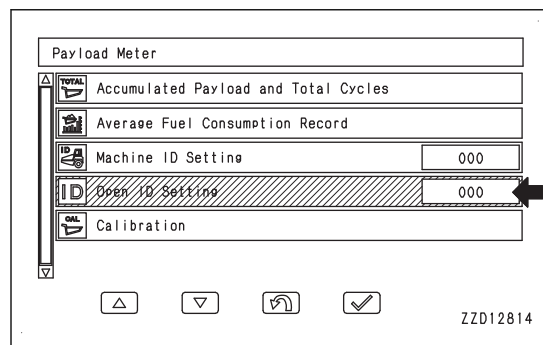 Payload Meter
TOTAL Accumulated Payload and Total Cycles
Average Fuel Consumption Record
ID Machine ID Setting 000
ID Open ID Setting 000
CAL Calibration
ZZD12814